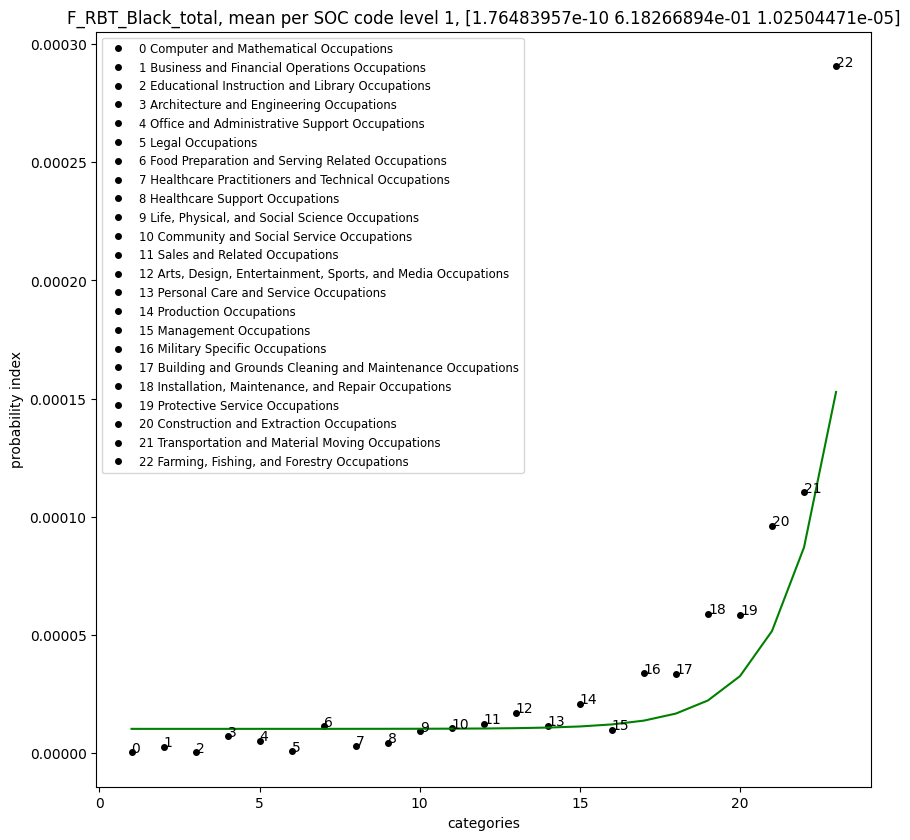 F_RBT_Black_total, mean per SOC code level 1, [1.76483957e-10 6.18266894e-01 1.02504471e-05]
0.00030
0.00025
0.00020
0.00015
0.00010
0.00005
0.00000
probability index
0 Computer and Mathematical Occupations
1 Business and Financial Operations Occupations
2 Educational Instruction and Library Occupations
3 Architecture and Engineering Occupations
4 Office and Administrative Support Occupations
5 Legal Occupations
6 Food Preparation and Serving Related Occupations
7 Healthcare Practitioners and Technical Occupations
8 Healthcare Support Occupations
9 Life, Physical, and Social Science Occupations
10 Community and Social Service Occupations
11 Sales and Related Occupations
12 Arts, Design, Entertainment, Sports, and Media Occupations
13 Personal Care and Service Occupations
14 Production Occupations
15 Management Occupations
16 Military Specific Occupations
17 Building and Grounds Cleaning and Maintenance Occupations
18 Installation, Maintenance, and Repair Occupations
19 Protective Service Occupations
20 Construction and Extraction Occupations
21 Transportation and Material Moving Occupations
22 Farming, Fishing, and Forestry Occupations
0
1
2
3
4
5
6
7
8
9
10
11
12
13
14
15
16
17
18
19
20
21
22
0
5
10
15
20
categories